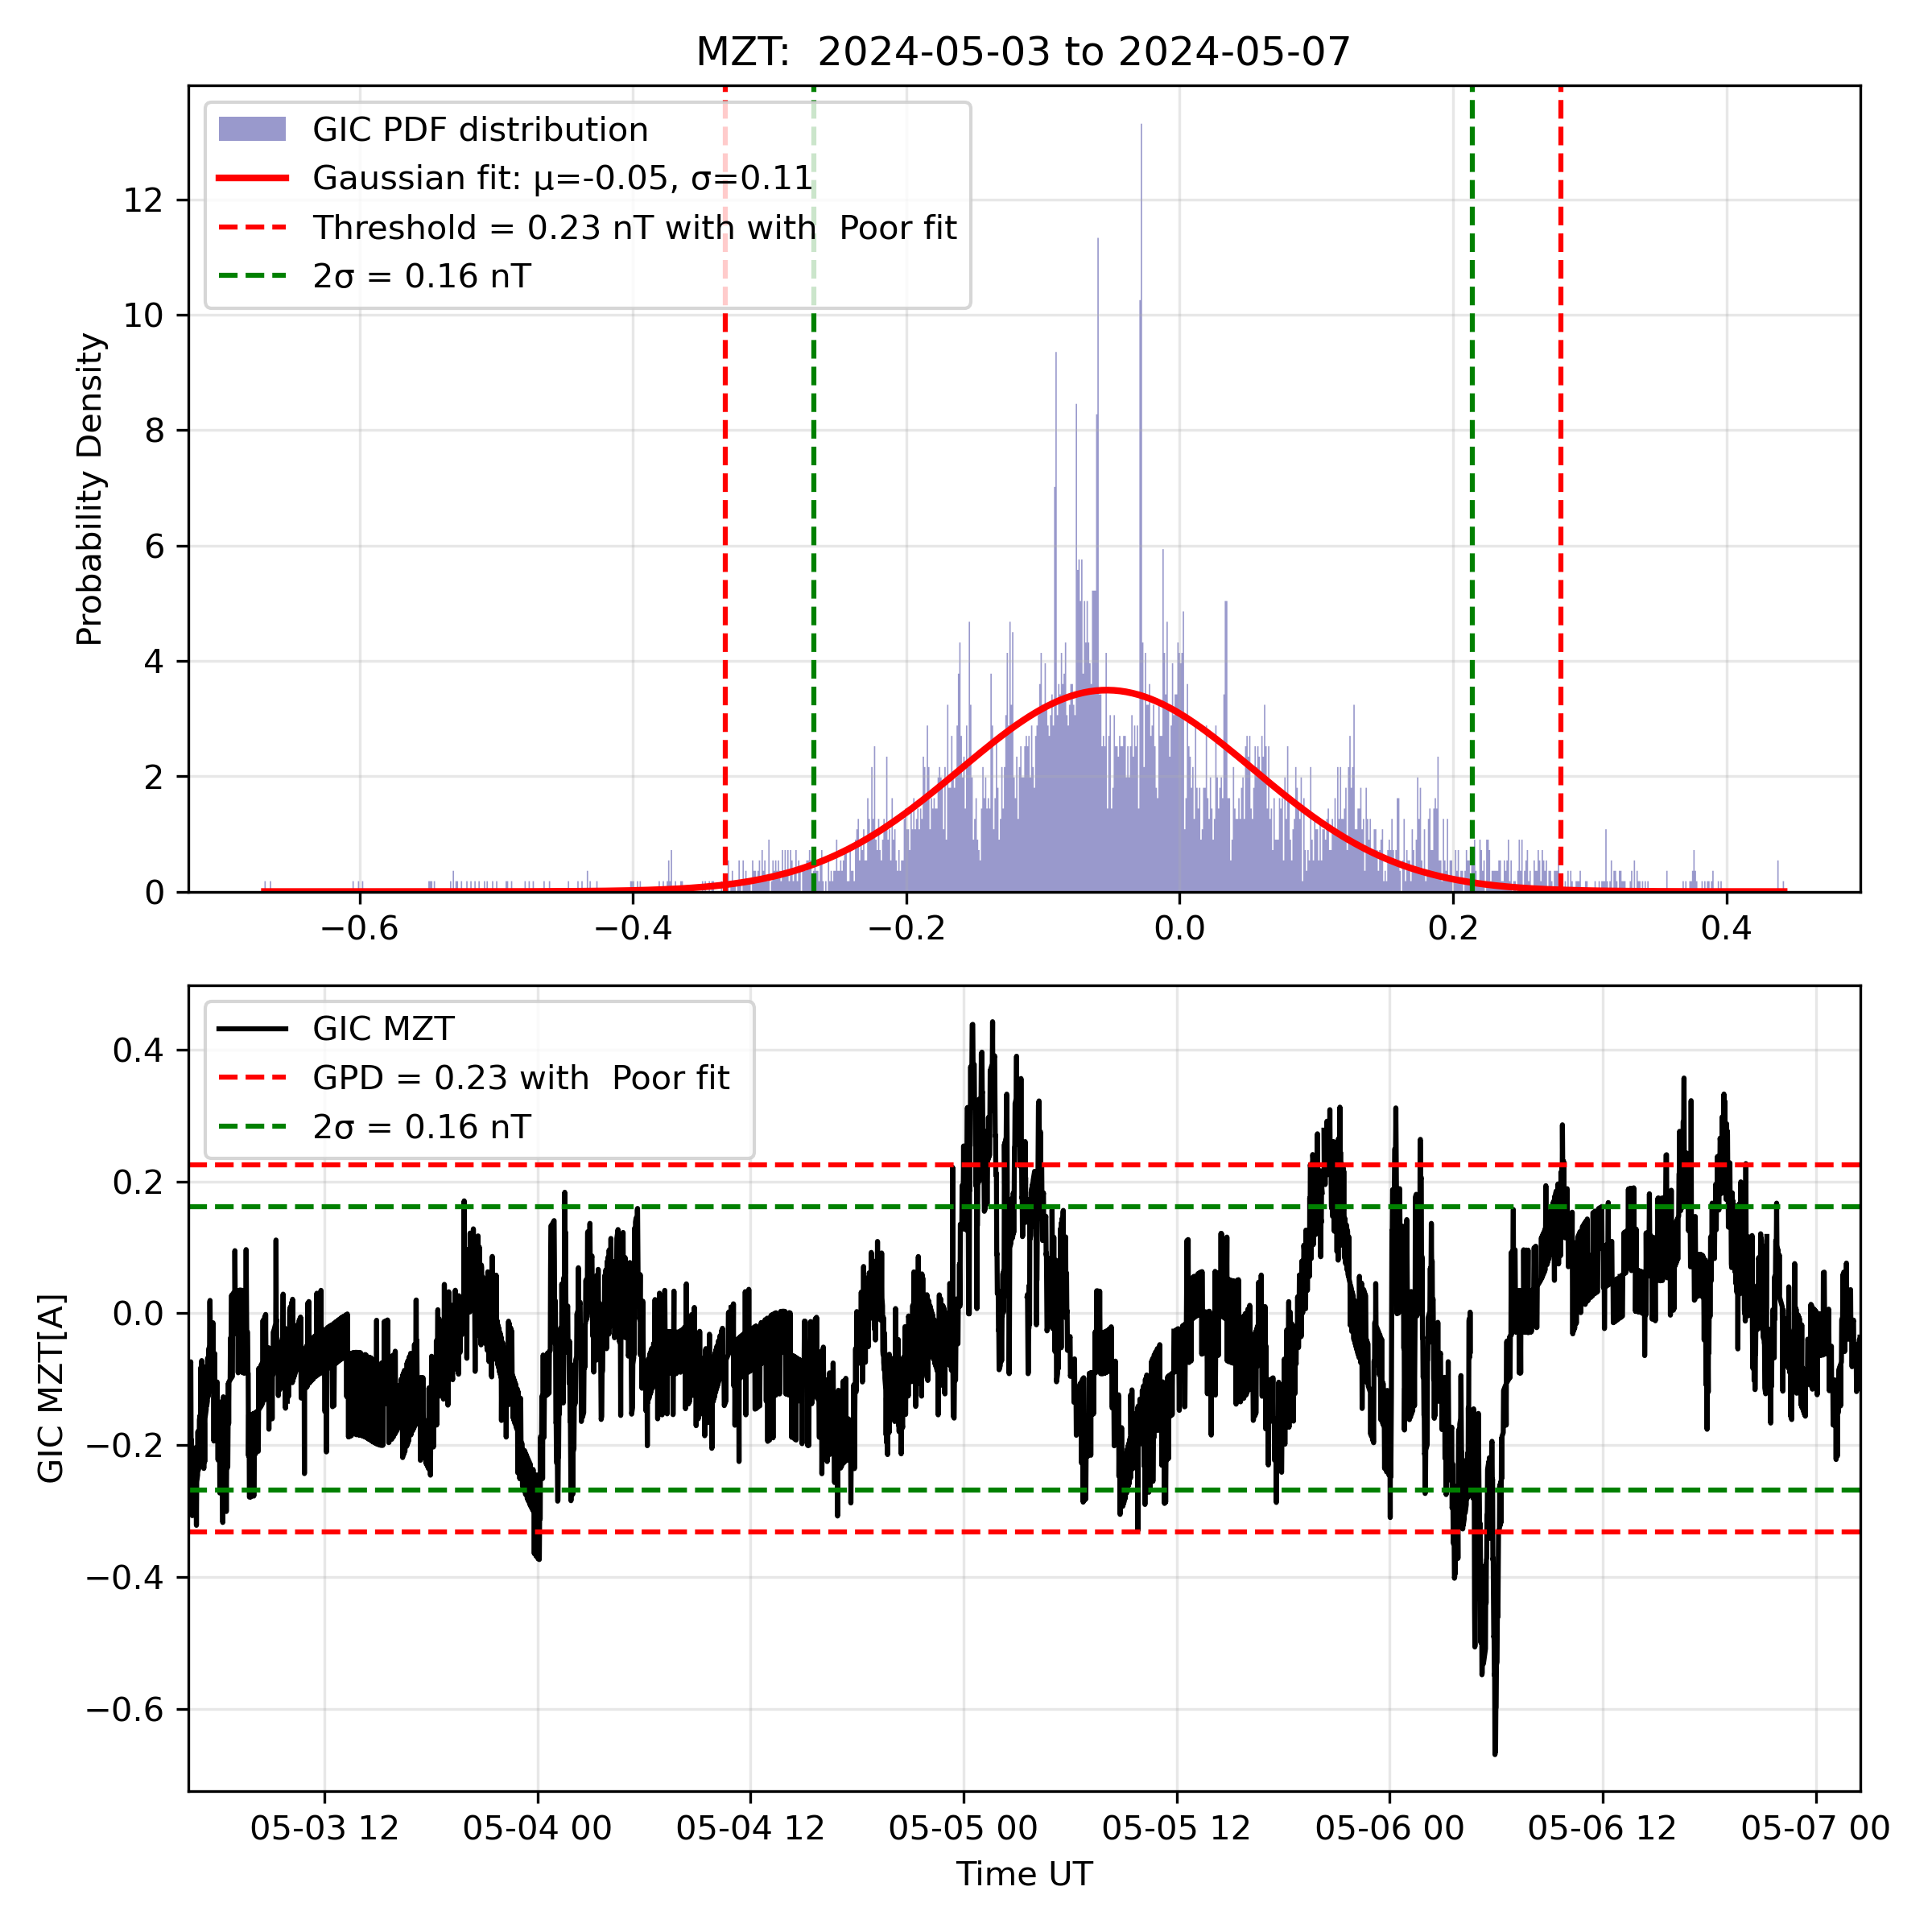 MZT:  2024-05-03 to 2024-05-07
GIC PDF distribution
Gaussian fit: μ=-0.05, σ=0.11
Threshold = 0.23 nT with with  Poor fit
2σ = 0.16 nT
Probability Density
12
10
8
6
4
2
0
−0.6 −0.4 −0.2 0.0 0.2 0.4
GIC MZT
GPD = 0.23 with  Poor fit
2σ = 0.16 nT
GIC MZT[A]
0.4
0.2
0.0
−0.2
−0.4
−0.6
05-03 12 05-04 00 05-04 12 05-05 00 05-05 12 05-06 00 05-06 12 05-07 00
Time UT